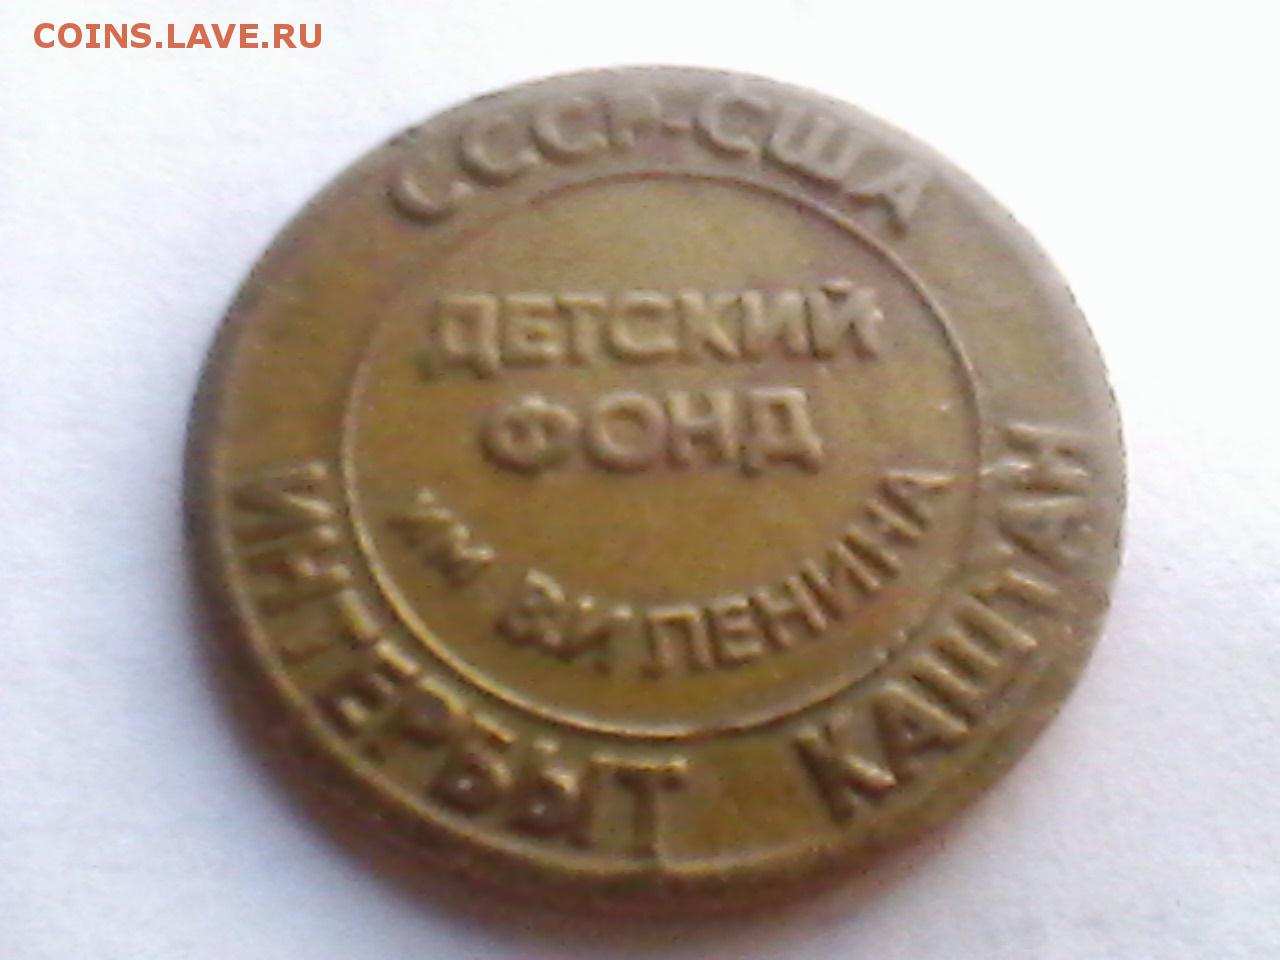 COINS.LAVE.RU
СССР-США
ДЕТСКИЙ
ФОНД
ИМ В.И ЛЕНИНА
ИНТЕРБЫТ КАШТАН